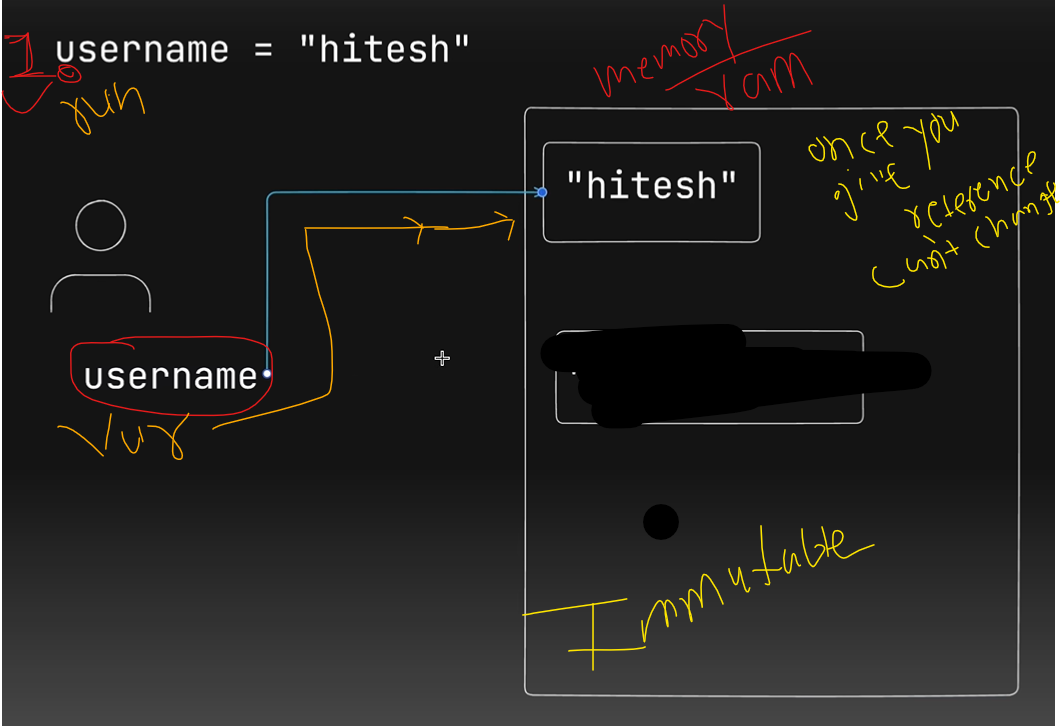 1. username = "hitesh"
run
memory
ram
"hitesh"
once you
give
reference
can't change
username
var
Immutable